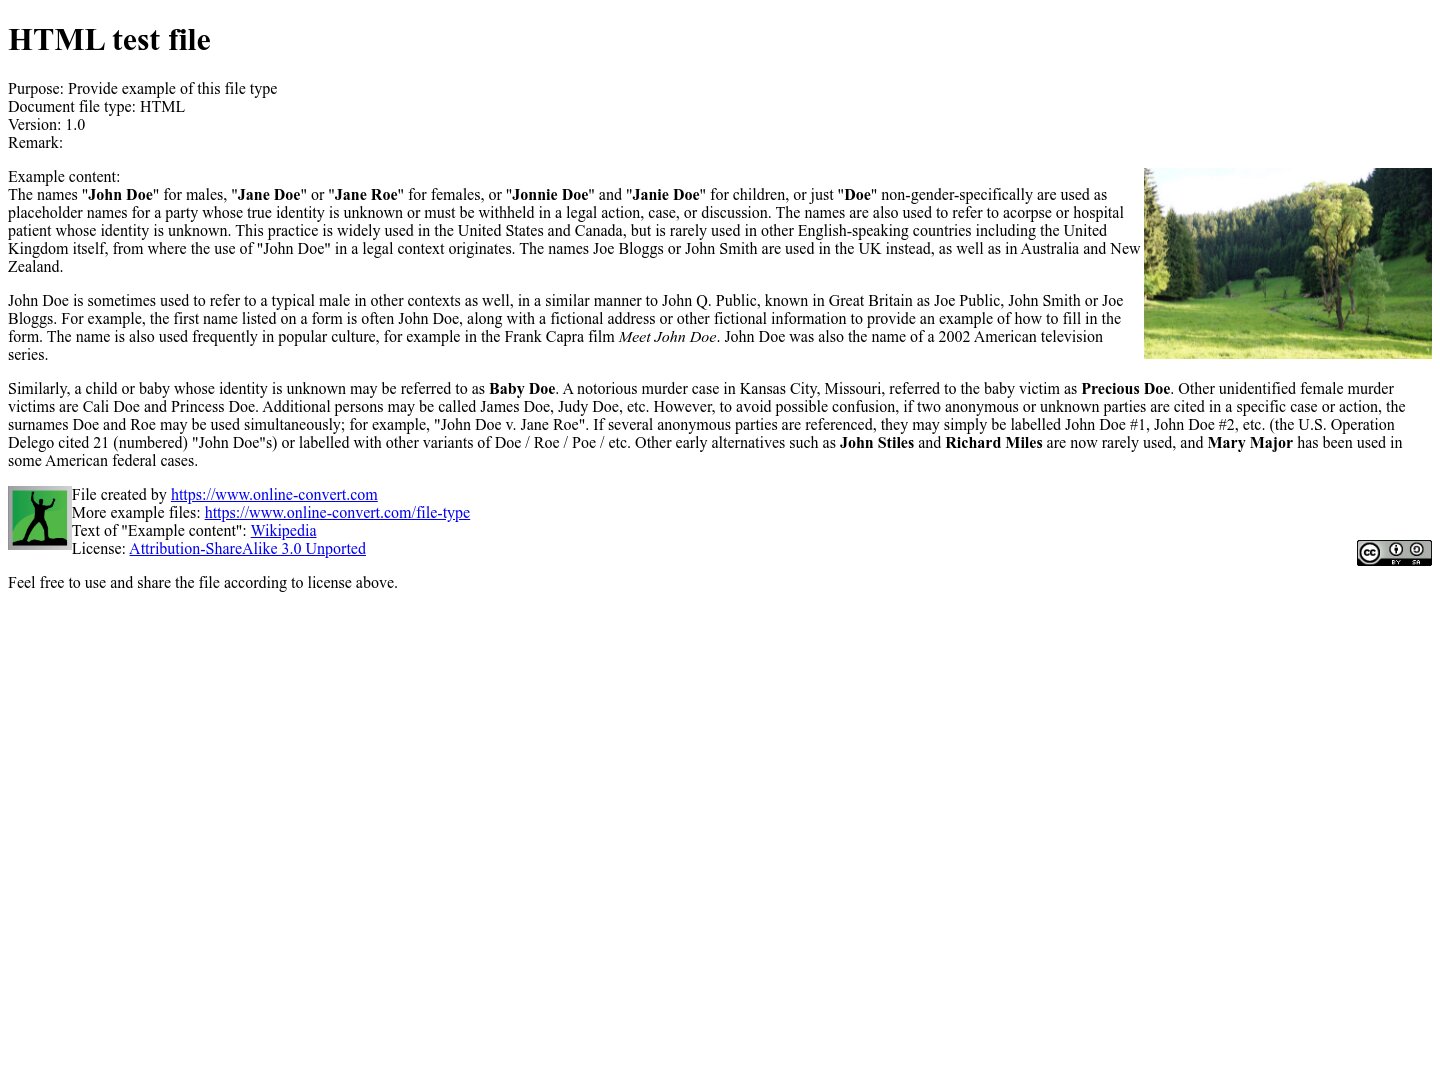 HTML test file
Purpose: Provide example of this file type
Document file type: HTML
Version: 1.0
Remark:
Example content:
The names "John Doe" for males, "Jane Doe" or "Jane Roe" for females, or "Jonnie Doe" and "Janie Doe" for children, or just "Doe" non-gender-specifically are used as
placeholder names for a party whose true identity is unknown or must be withheld in a legal action, case, or discussion. The names are also used to refer to acorpse or hospital
patient whose identity is unknown. This practice is widely used in the United States and Canada, but is rarely used in other English-speaking countries including the United
Kingdom itself, from where the use of "John Doe" in a legal context originates. The names Joe Bloggs or John Smith are used in the UK instead, as well as in Australia and New
Zealand.
John Doe is sometimes used to refer to a typical male in other contexts as well, in a similar manner to John Q. Public, known in Great Britain as Joe Public, John Smith or Joe
Bloggs. For example, the first name listed on a form is often John Doe, along with a fictional address or other fictional information to provide an example of how to fill in the
form. The name is also used frequently in popular culture, for example in the Frank Capra film Meet John Doe. John Doe was also the name of a 2002 American television
series.
Similarly, a child or baby whose identity is unknown may be referred to as Baby Doe. A notorious murder case in Kansas City, Missouri, referred to the baby victim as Precious Doe. Other unidentified female murder
victims are Cali Doe and Princess Doe. Additional persons may be called James Doe, Judy Doe, etc. However, to avoid possible confusion, if two anonymous or unknown parties are cited in a specific case or action, the
surnames Doe and Roe may be used simultaneously; for example, "John Doe v. Jane Roe". If several anonymous parties are referenced, they may simply be labelled John Doe #1, John Doe #2, etc. (the U.S. Operation
Delego cited 21 (numbered) "John Doe"s) or labelled with other variants of Doe / Roe / Poe / etc. Other early alternatives such as John Stiles and Richard Miles are now rarely used, and Mary Major has been used in
some American federal cases.
File created by https://www.online-convert.com
More example files: https://www.online-convert.com/file-type
Text of "Example content": Wikipedia
License: Attribution-ShareAlike 3.0 Unported
cc BY SA
Feel free to use and share the file according to license above.